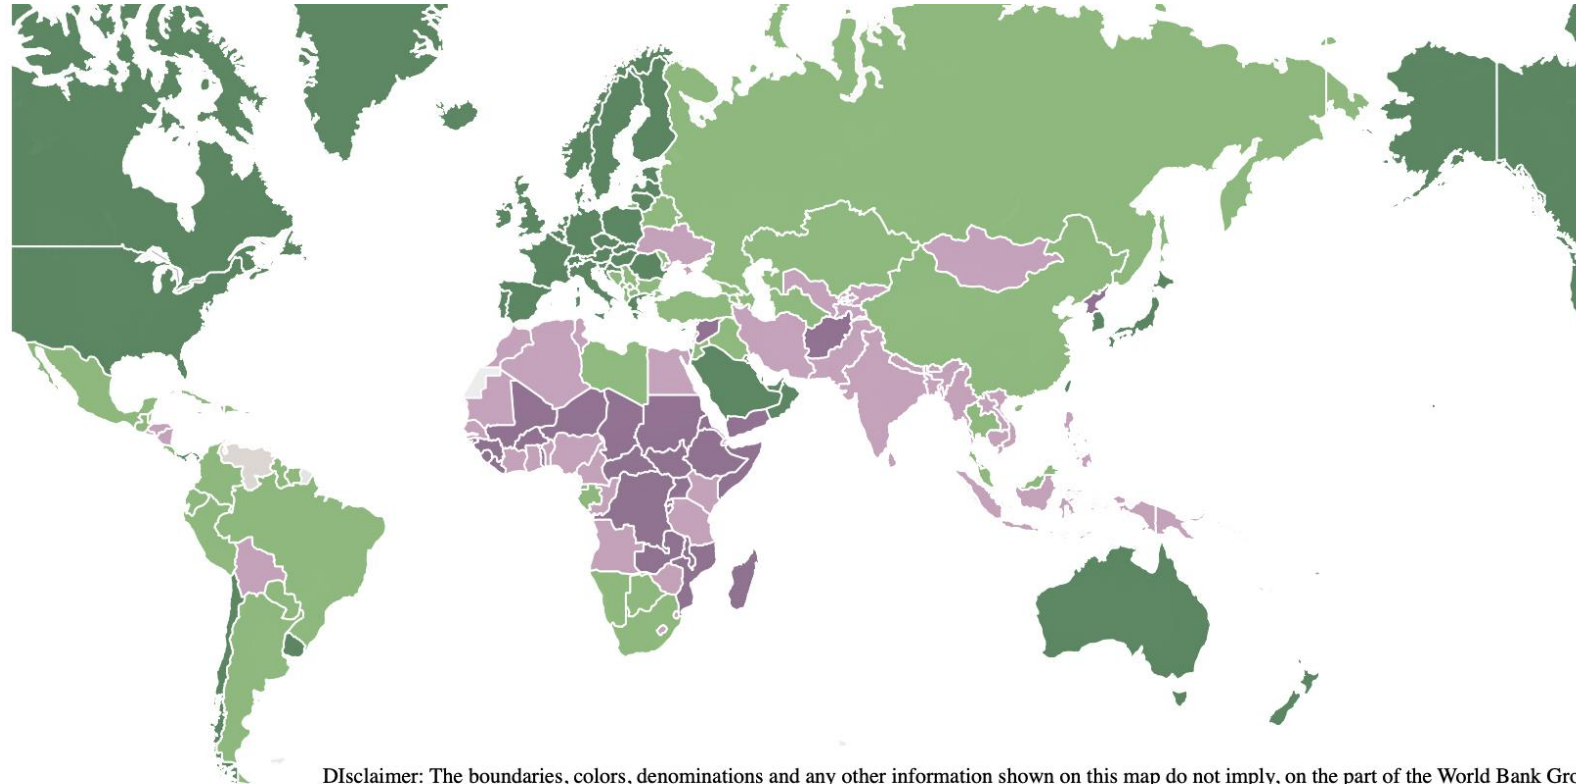 DIsclaimer: The boundaries, colors, denominations and any other information shown on this map do not imply, on the part of the World Bank Gro